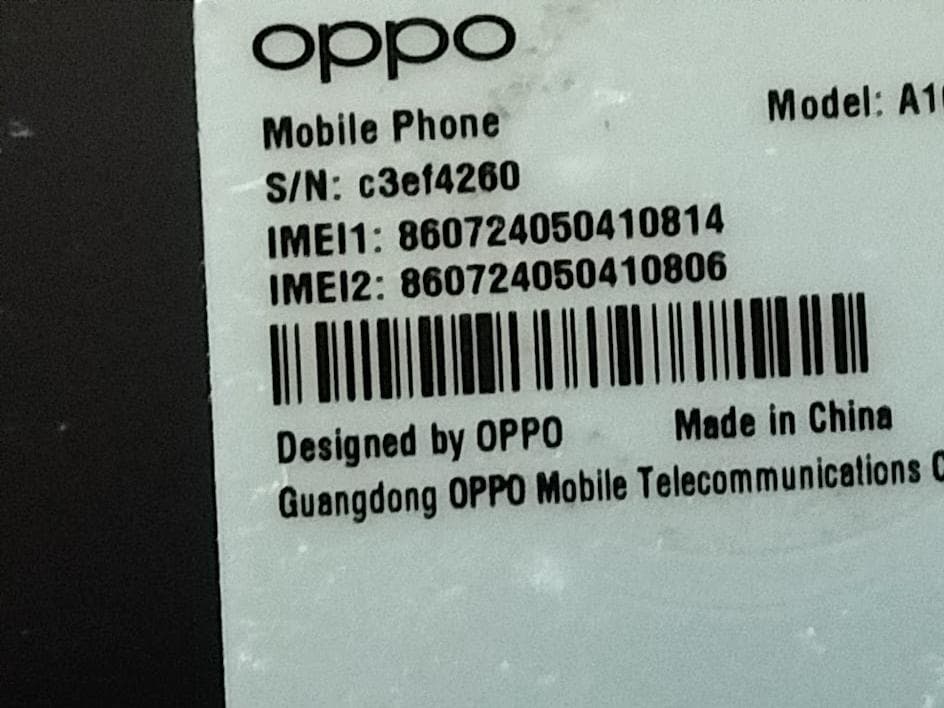 oppo
Mobile Phone
Model: A1
S/N: c3ef4260
IMEI1: 860724050410814
IMEI2: 860724050410806
Designed by OPPO
Made in China
Guangdong OPPO Mobile Telecommunications